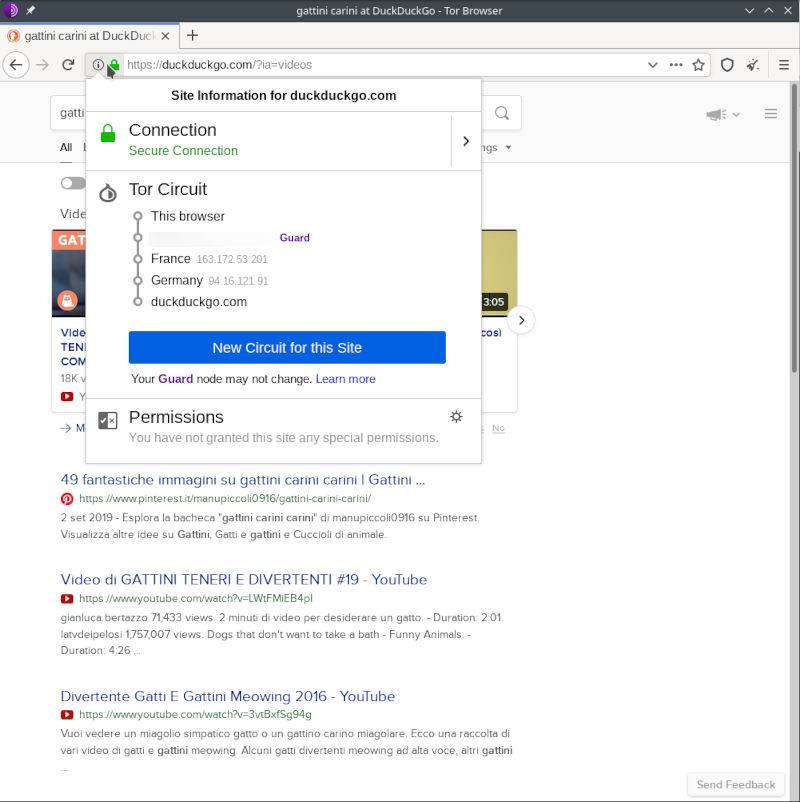 gattini carini at DuckDuckGo - Tor Browser
gattini carini at DuckDuc
https://duckduckgo.com/?ia=videos
Site Information for duckduckgo.com
gatti
Connection
Secure Connection
All
Tor Circuit
This browser
Guard
France 163.172.53.201
Germany 94.16.121.91
duckduckgo.com
GAT
3:05
New Circuit for this Site
Your Guard node may not change. Learn more
TENE
COM
18K
Permissions
You have not granted this site any special permissions.
No
49 fantastiche immagini su gattini carini carini | Gattini ...
https://www.pinterest.it/manupiccoli0916/gattini-carini-carini/
2 set 2019 - Esplora la bacheca "gattini carini carini" di manupiccoli0916 su Pinterest.
Visualizza altre idee su Gattini, Gatti e gattini e Cuccioli di animale.
Video di GATTINI TENERI E DIVERTENTI #19 - YouTube
https://www.youtube.com/watch?v=LWtFMiEB4pI
gianluca bertazzo 71,433 views. 2 minuti di video per desiderare un gatto. - Duration: 2:01.
latvdeipelosi 1,757,007 views. Dogs that don't want to take a bath - Funny Animals. -
Duration: 4:26 ...
Divertente Gatti E Gattini Meowing 2016 - YouTube
https://www.youtube.com/watch?v=3vtBxfSg94g
Vuoi vedere un miagolio simpatico gatto o un gattino carino miagolare. Ecco una raccolta di
vari video di gatti e gattini meowing. Alcuni gatti divertenti meowing ad alta voce, altri gattini
...
Send Feedback